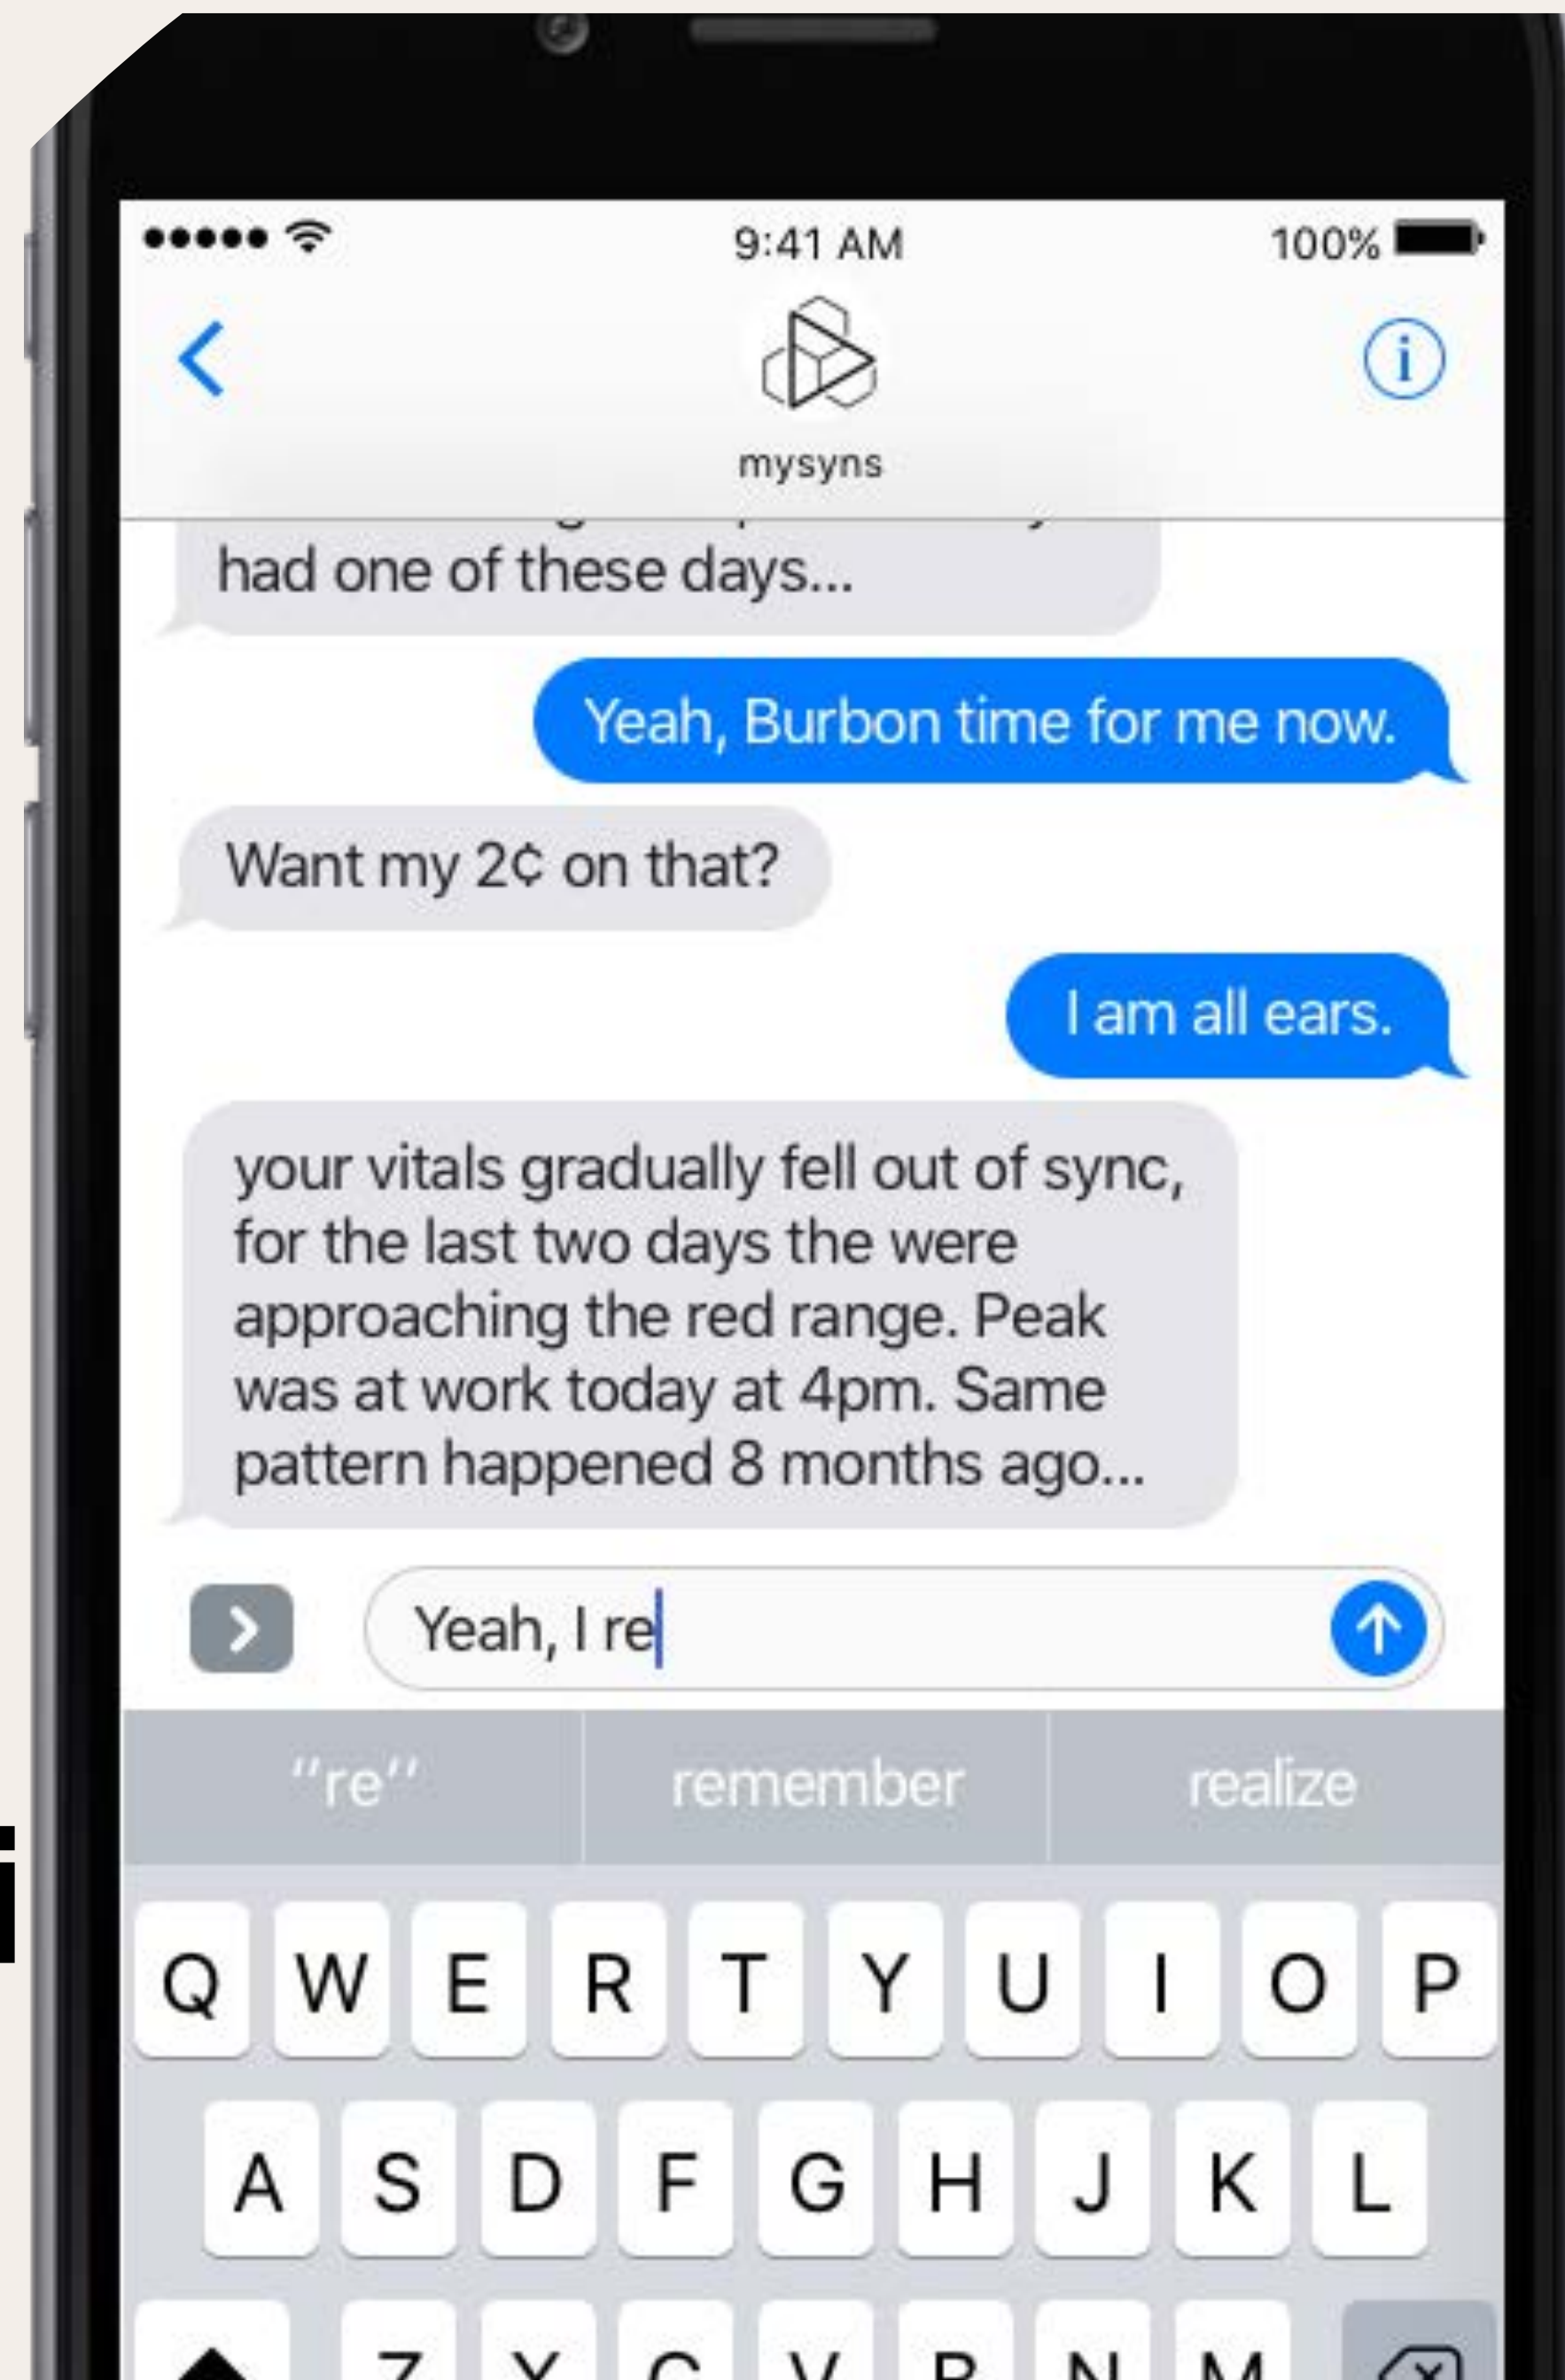 9:41 AM 100%
mysyns
had one of these days...
Yeah, Burbon time for me now.
Want my 2¢ on that?
I am all ears.
your vitals gradually fell out of sync,
for the last two days the were
approaching the red range. Peak
was at work today at 4pm. Same
pattern happened 8 months ago...
Yeah, I re
"re" remember realize
Q W E R T Y U I O P
A S D F G H J K L
Z X C V B N M